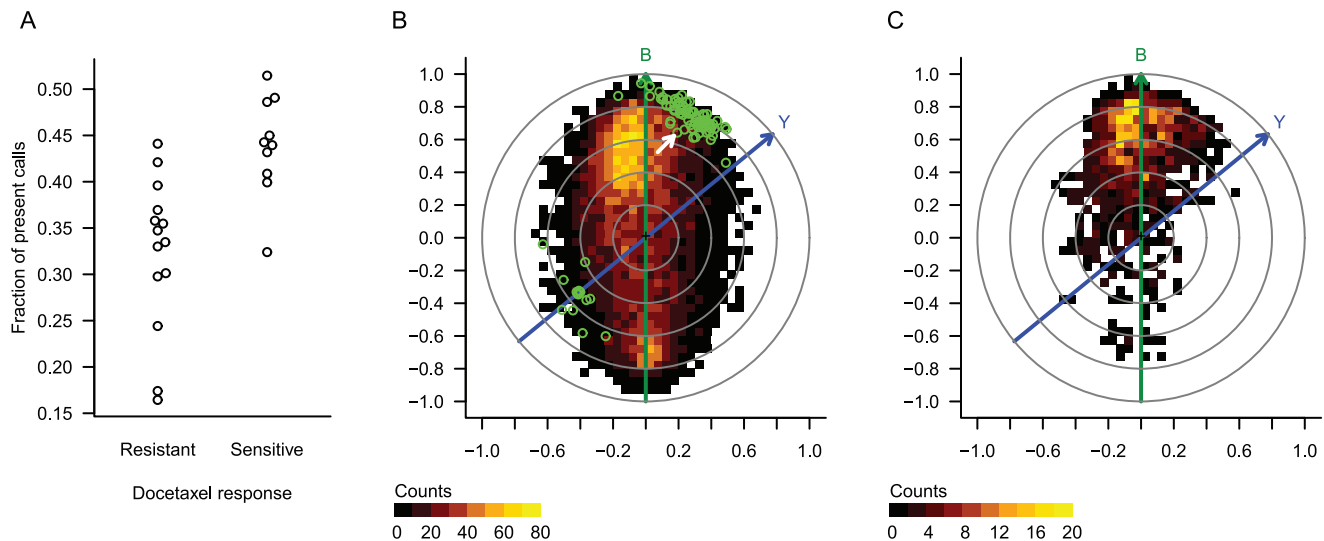 A
Fraction of present calls
0.50
0.45
0.40
0.35
0.30
0.25
0.20
0.15
Resistant Sensitive
Docetaxel response
B
B
Y
1.0
0.8
0.6
0.4
0.2
0.0
−0.2
−0.4
−0.6
−0.8
−1.0
−1.0 −0.6 −0.2 0.2 0.6 1.0
Counts
0 20 40 60 80
C
B
Y
1.0
0.8
0.6
0.4
0.2
0.0
−0.2
−0.4
−0.6
−0.8
−1.0
−1.0 −0.6 −0.2 0.2 0.6 1.0
Counts
0 4 8 12 16 20